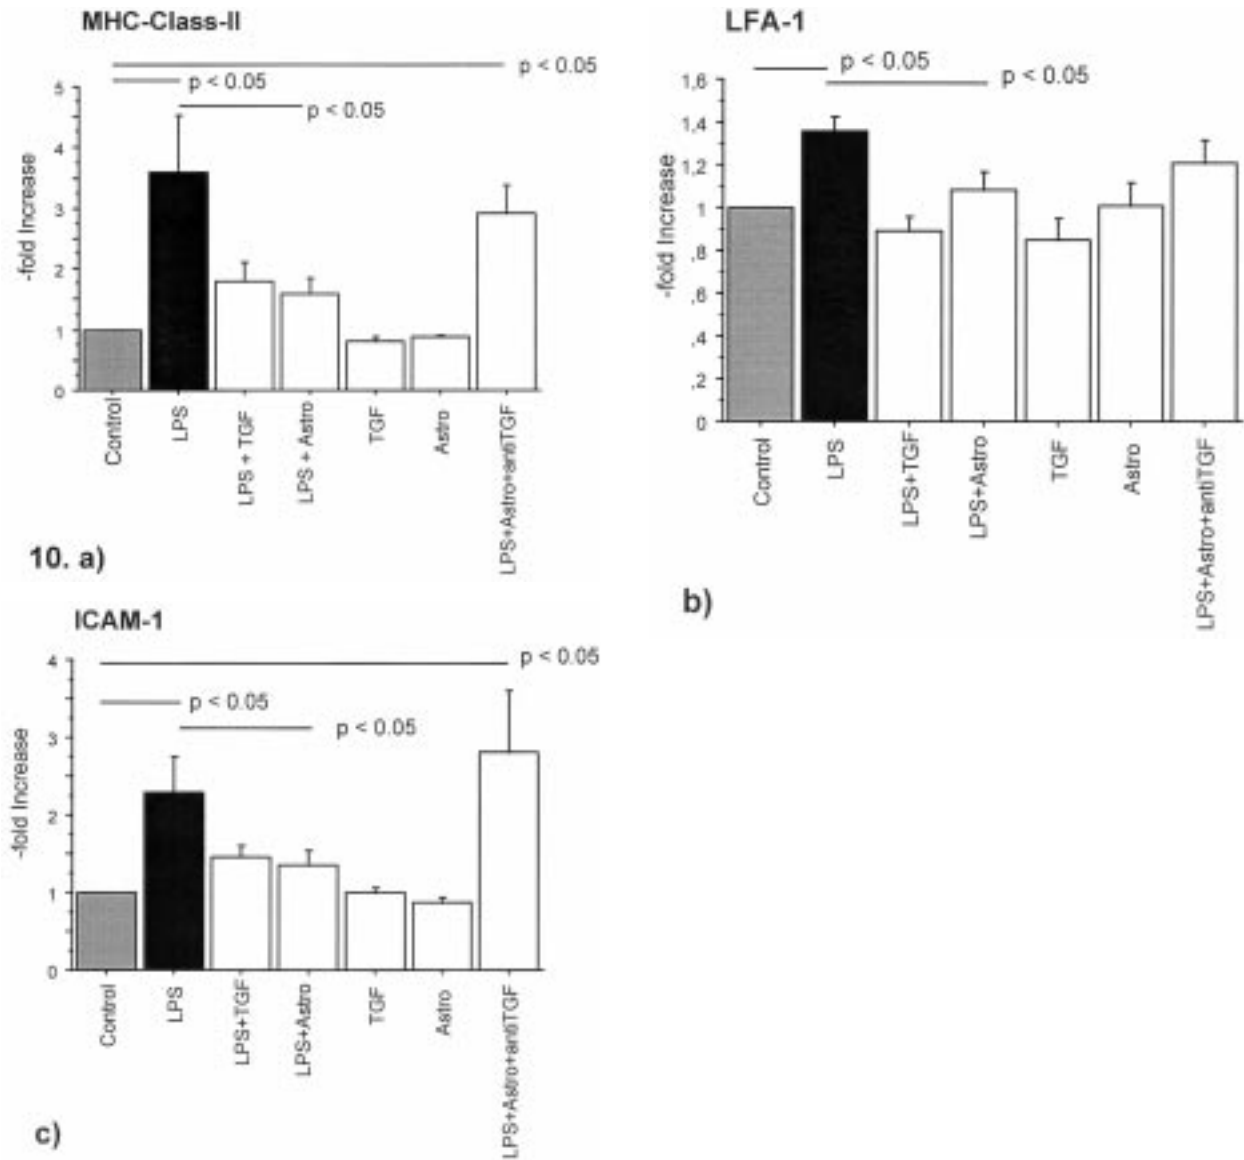 MHC-Class-II
p < 0.05
p < 0.05
p < 0.05
5
4
3
2
1
0
-fold Increase
Control
LPS
LPS + TGF
LPS + Astro
TGF
Astro
LPS+Astro+antiTGF
10. a)
LFA-1
p < 0.05
p < 0.05
1,6
1,4
1,2
1
,8
,6
,4
,2
0
-fold Increase
Control
LPS
LPS+TGF
LPS+Astro
TGF
Astro
LPS+Astro+antiTGF
b)
ICAM-1
p < 0.05
p < 0.05
p < 0.05
4
3
2
1
0
-fold Increase
Control
LPS
LPS+TGF
LPS+Astro
TGF
Astro
LPS+Astro+antiTGF
c)